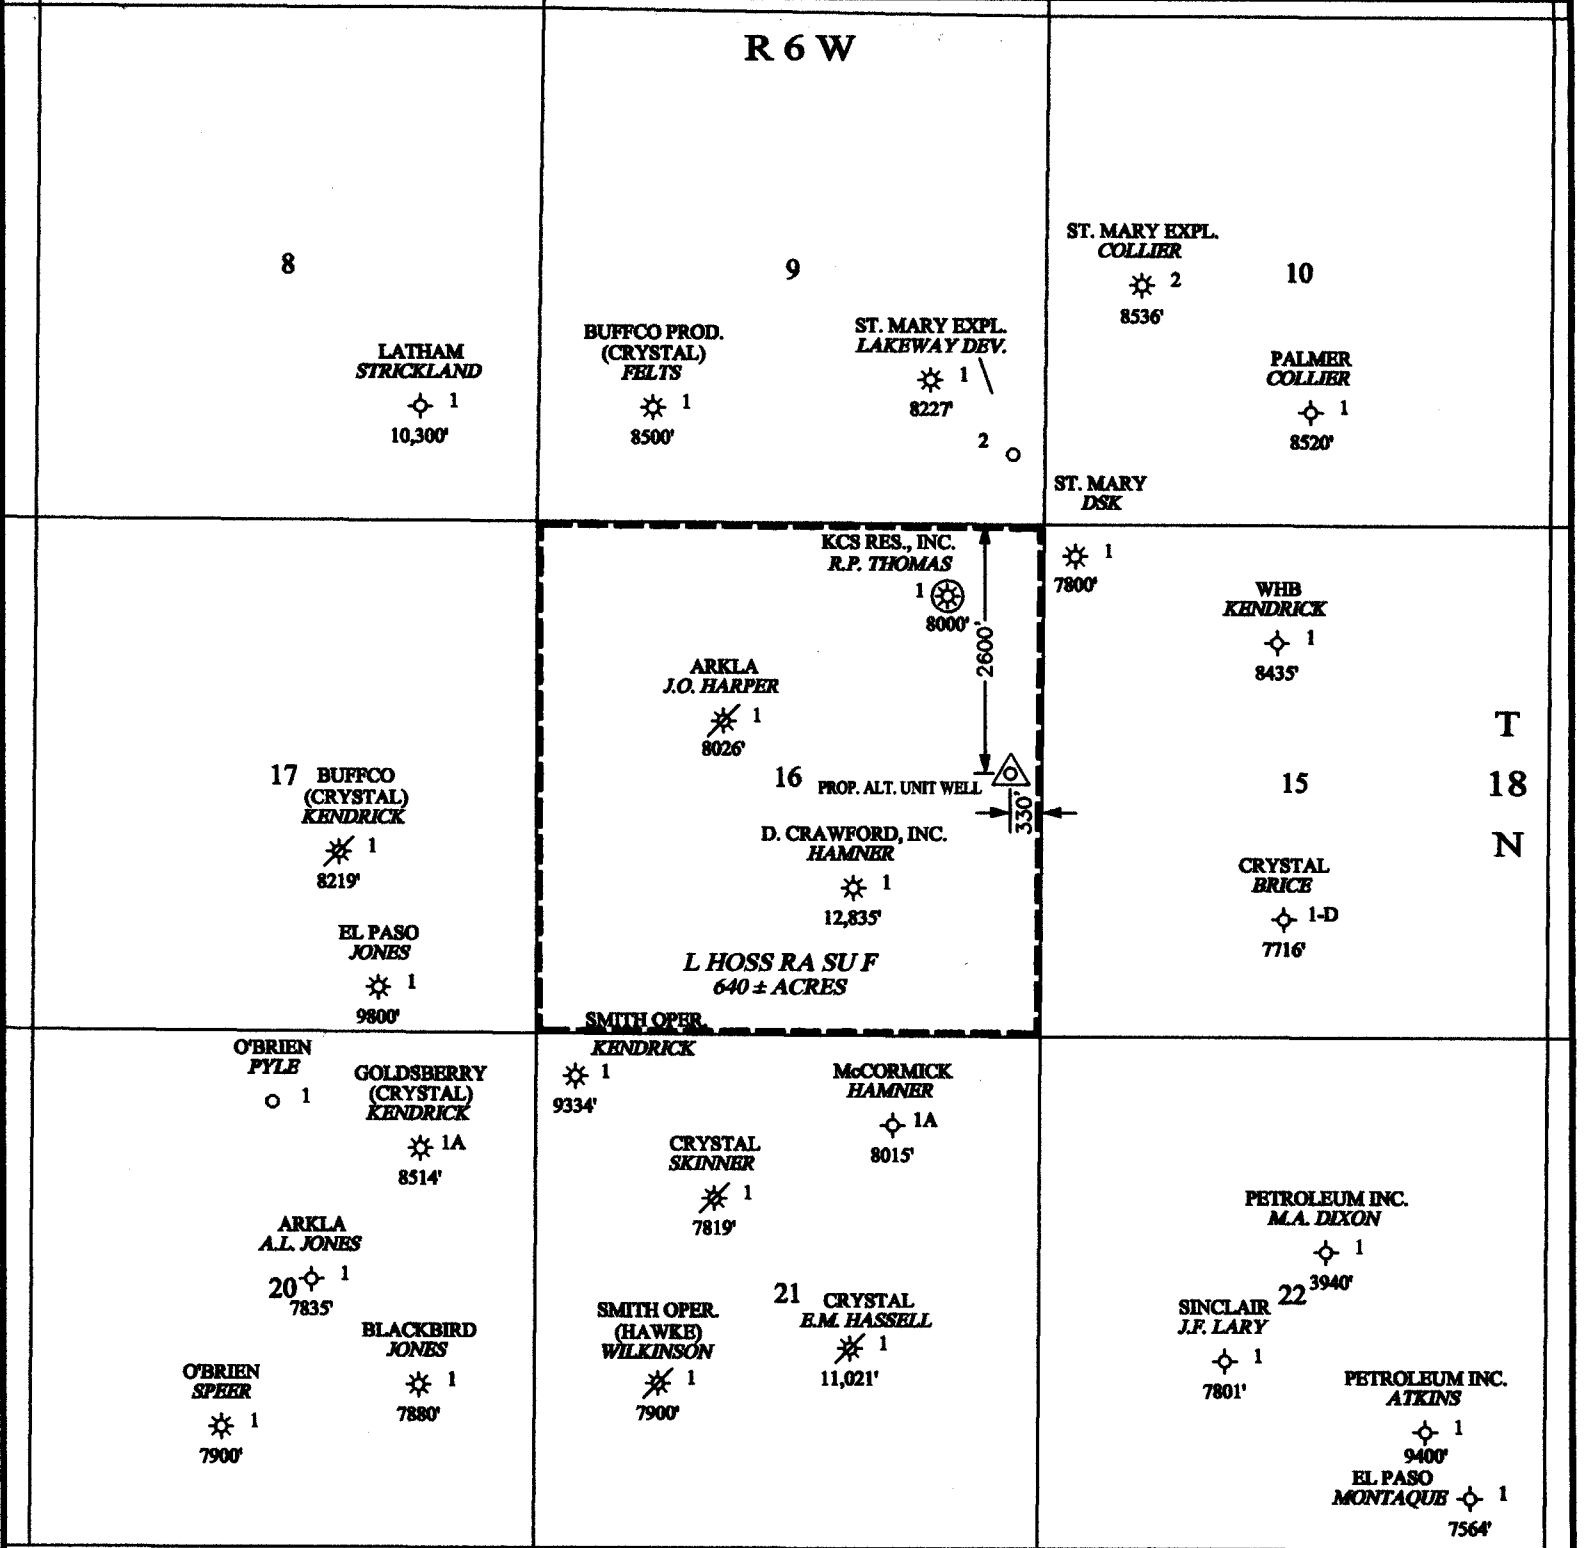 R 6 W
8
9
10
LATHAM
STRICKLAND
1
10,300'
BUFFCO PROD.
(CRYSTAL)
FELTS
1
8500'
ST. MARY EXPL.
LAKEWAY DEV.
1
8227'
2
ST. MARY EXPL.
COLLIER
2
8536'
PALMER
COLLIER
1
8520'
ST. MARY
DSK
1
7800'
KCS RES., INC.
R.P. THOMAS
1
8000'
2600'
WHB
KENDRICK
1
8435'
ARKLA
J.O. HARPER
1
8026'
T
18
N
17
BUFFCO
(CRYSTAL)
KENDRICK
1
8219'
16
PROP. ALT. UNIT WELL
330'
15
D. CRAWFORD, INC.
HAMNER
1
12,835'
CRYSTAL
BRICE
1-D
7716'
EL PASO
JONES
1
9800'
L HOSS RA SU F
640 ± ACRES
O'BRIEN
PYLE
1
GOLDSBERRY
(CRYSTAL)
KENDRICK
1A
8514'
SMITH OPER.
KENDRICK
1
9334'
McCORMICK
HAMNER
1A
8015'
CRYSTAL
SKINNER
1
7819'
ARKLA
A.L. JONES
1
20
7835'
PETROLEUM INC.
M.A. DIXON
1
3940'
BLACKBIRD
JONES
1
7880'
SMITH OPER.
(HAWKE)
WILKINSON
1
7900'
21
CRYSTAL
E.M. HASSELL
1
11,021'
22
SINCLAIR
J.F. LARY
1
7801'
O'BRIEN
SPEER
1
7900'
PETROLEUM INC.
ATKINS
1
9400'
EL PASO
MONTAQUE
1
7564'